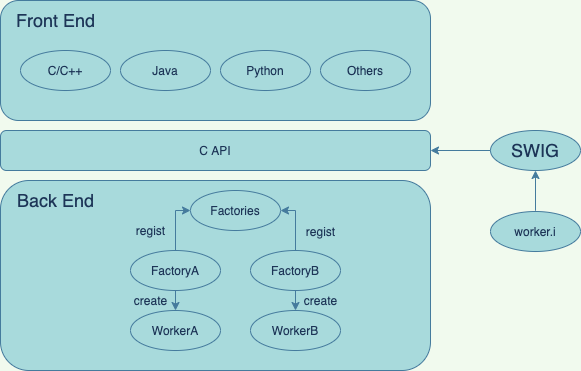 Front End
C/C++ Java Python Others
C API
SWIG
Back End
Factories
worker.i
regist regist
FactoryA FactoryB
create create
WorkerA WorkerB